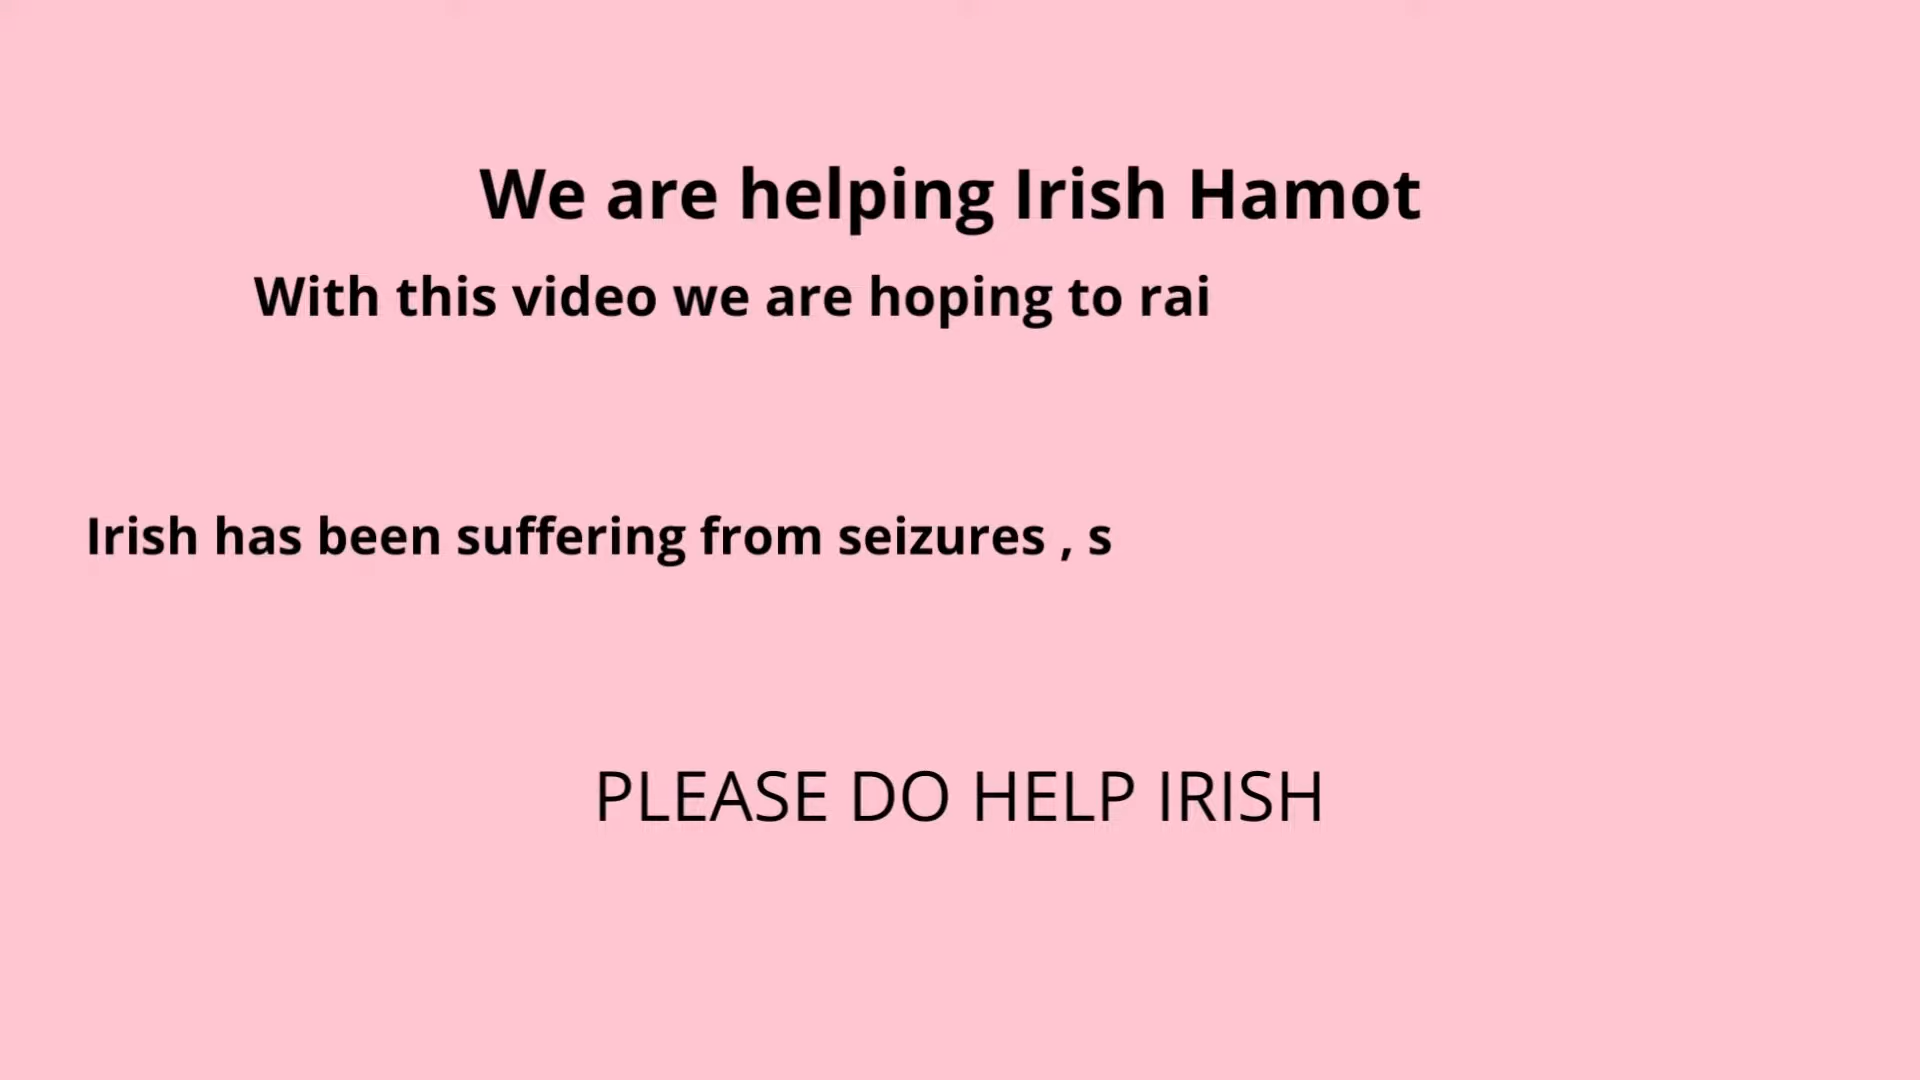 We are helping Irish Hamot
With this video we are hoping to rai
Irish has been suffering from seizures , s
PLEASE DO HELP IRISH